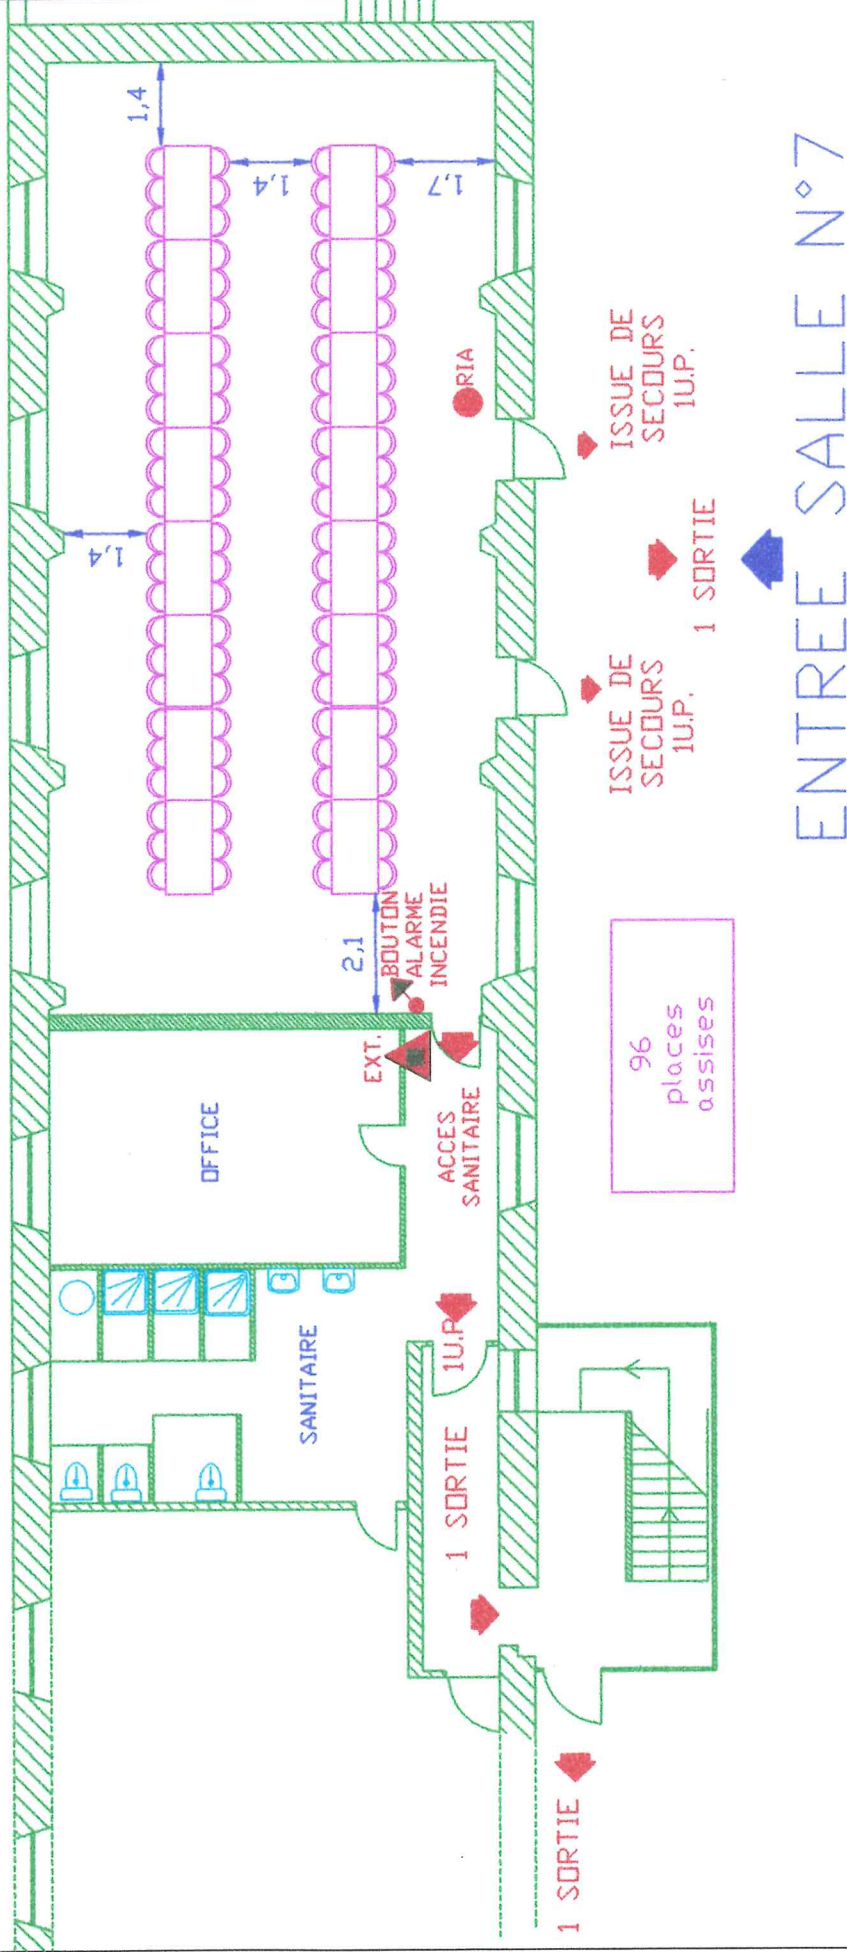 1,4
1,4
1,7
1,4
2,1
RIA
BOUTON
ALARME
INCENDIE
EXT.
OFFICE
ACCES
SANITAIRE
SANITAIRE
1U.P
1 SORTIE
1 SORTIE
ISSUE DE
SECOURS
1U.P.
ISSUE DE
SECOURS
1U.P.
1 SORTIE
96
places
assises
ENTREE SALLE N°7